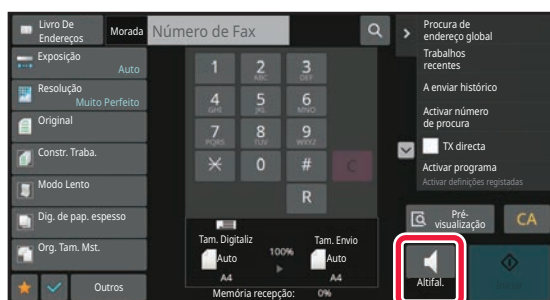 Livro De
Endereços
Morada
Número de Fax
Procura de
endereço global
Exposição
Auto
Trabalhos
recentes
Resolução
Muito Perfeito
A enviar histórico
Original
Activar número
de procura
Constr. Traba.
TX directa
Modo Lento
Activar programa
Activar definições registadas
Dig. de pap. espesso
Org. Tam. Mst.
Outros
1
2
ABC
3
DEF
4
GHI
5
JKL
6
MNO
7
PQRS
8
TUV
9
WXYZ
0
#
C
R
Tam. Digitaliz
100%
Tam. Envio
Auto
Auto
A4
A4
Memória recepção: 0%
Pré-
visualização
CA
Altifal.